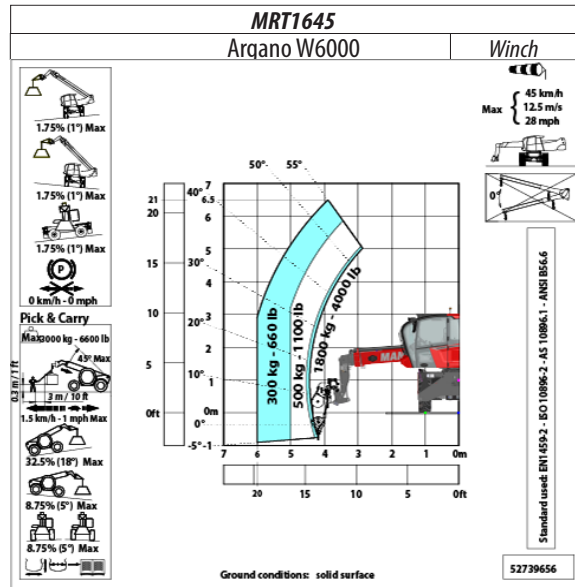 MRT1645
Argano W6000
Winch
1.75% (1°) Max
1.75% (1°) Max
1.75% (1°) Max
P
0 km/h - 0 mph
Pick & Carry
Max 3000 kg - 6600 lb
45° Max
0.3 m / 1 ft
3 m / 10 ft
1.5 km/h - 1 mph Max
32.5% (18°) Max
8.75% (5°) Max
8.75% (5°) Max
Max
45 km/h
12.5 m/s
28 mph
0°
50°
55°
40°
30°
20°
10°
0°
-5°
21
20
15
10
5
0ft
7
6.5
6
5
4
3
2
1
0m
-1
300 kg - 660 lb
500 kg - 1100 lb
1800 kg - 4000 lb
MAN
7 6 5 4 3 2 1 0m
20 15 10 5 0ft
Standard used: EN1459-2 - ISO 10896-2 - AS 10896.1 - ANSI B56.6
Ground conditions: solid surface
52739656